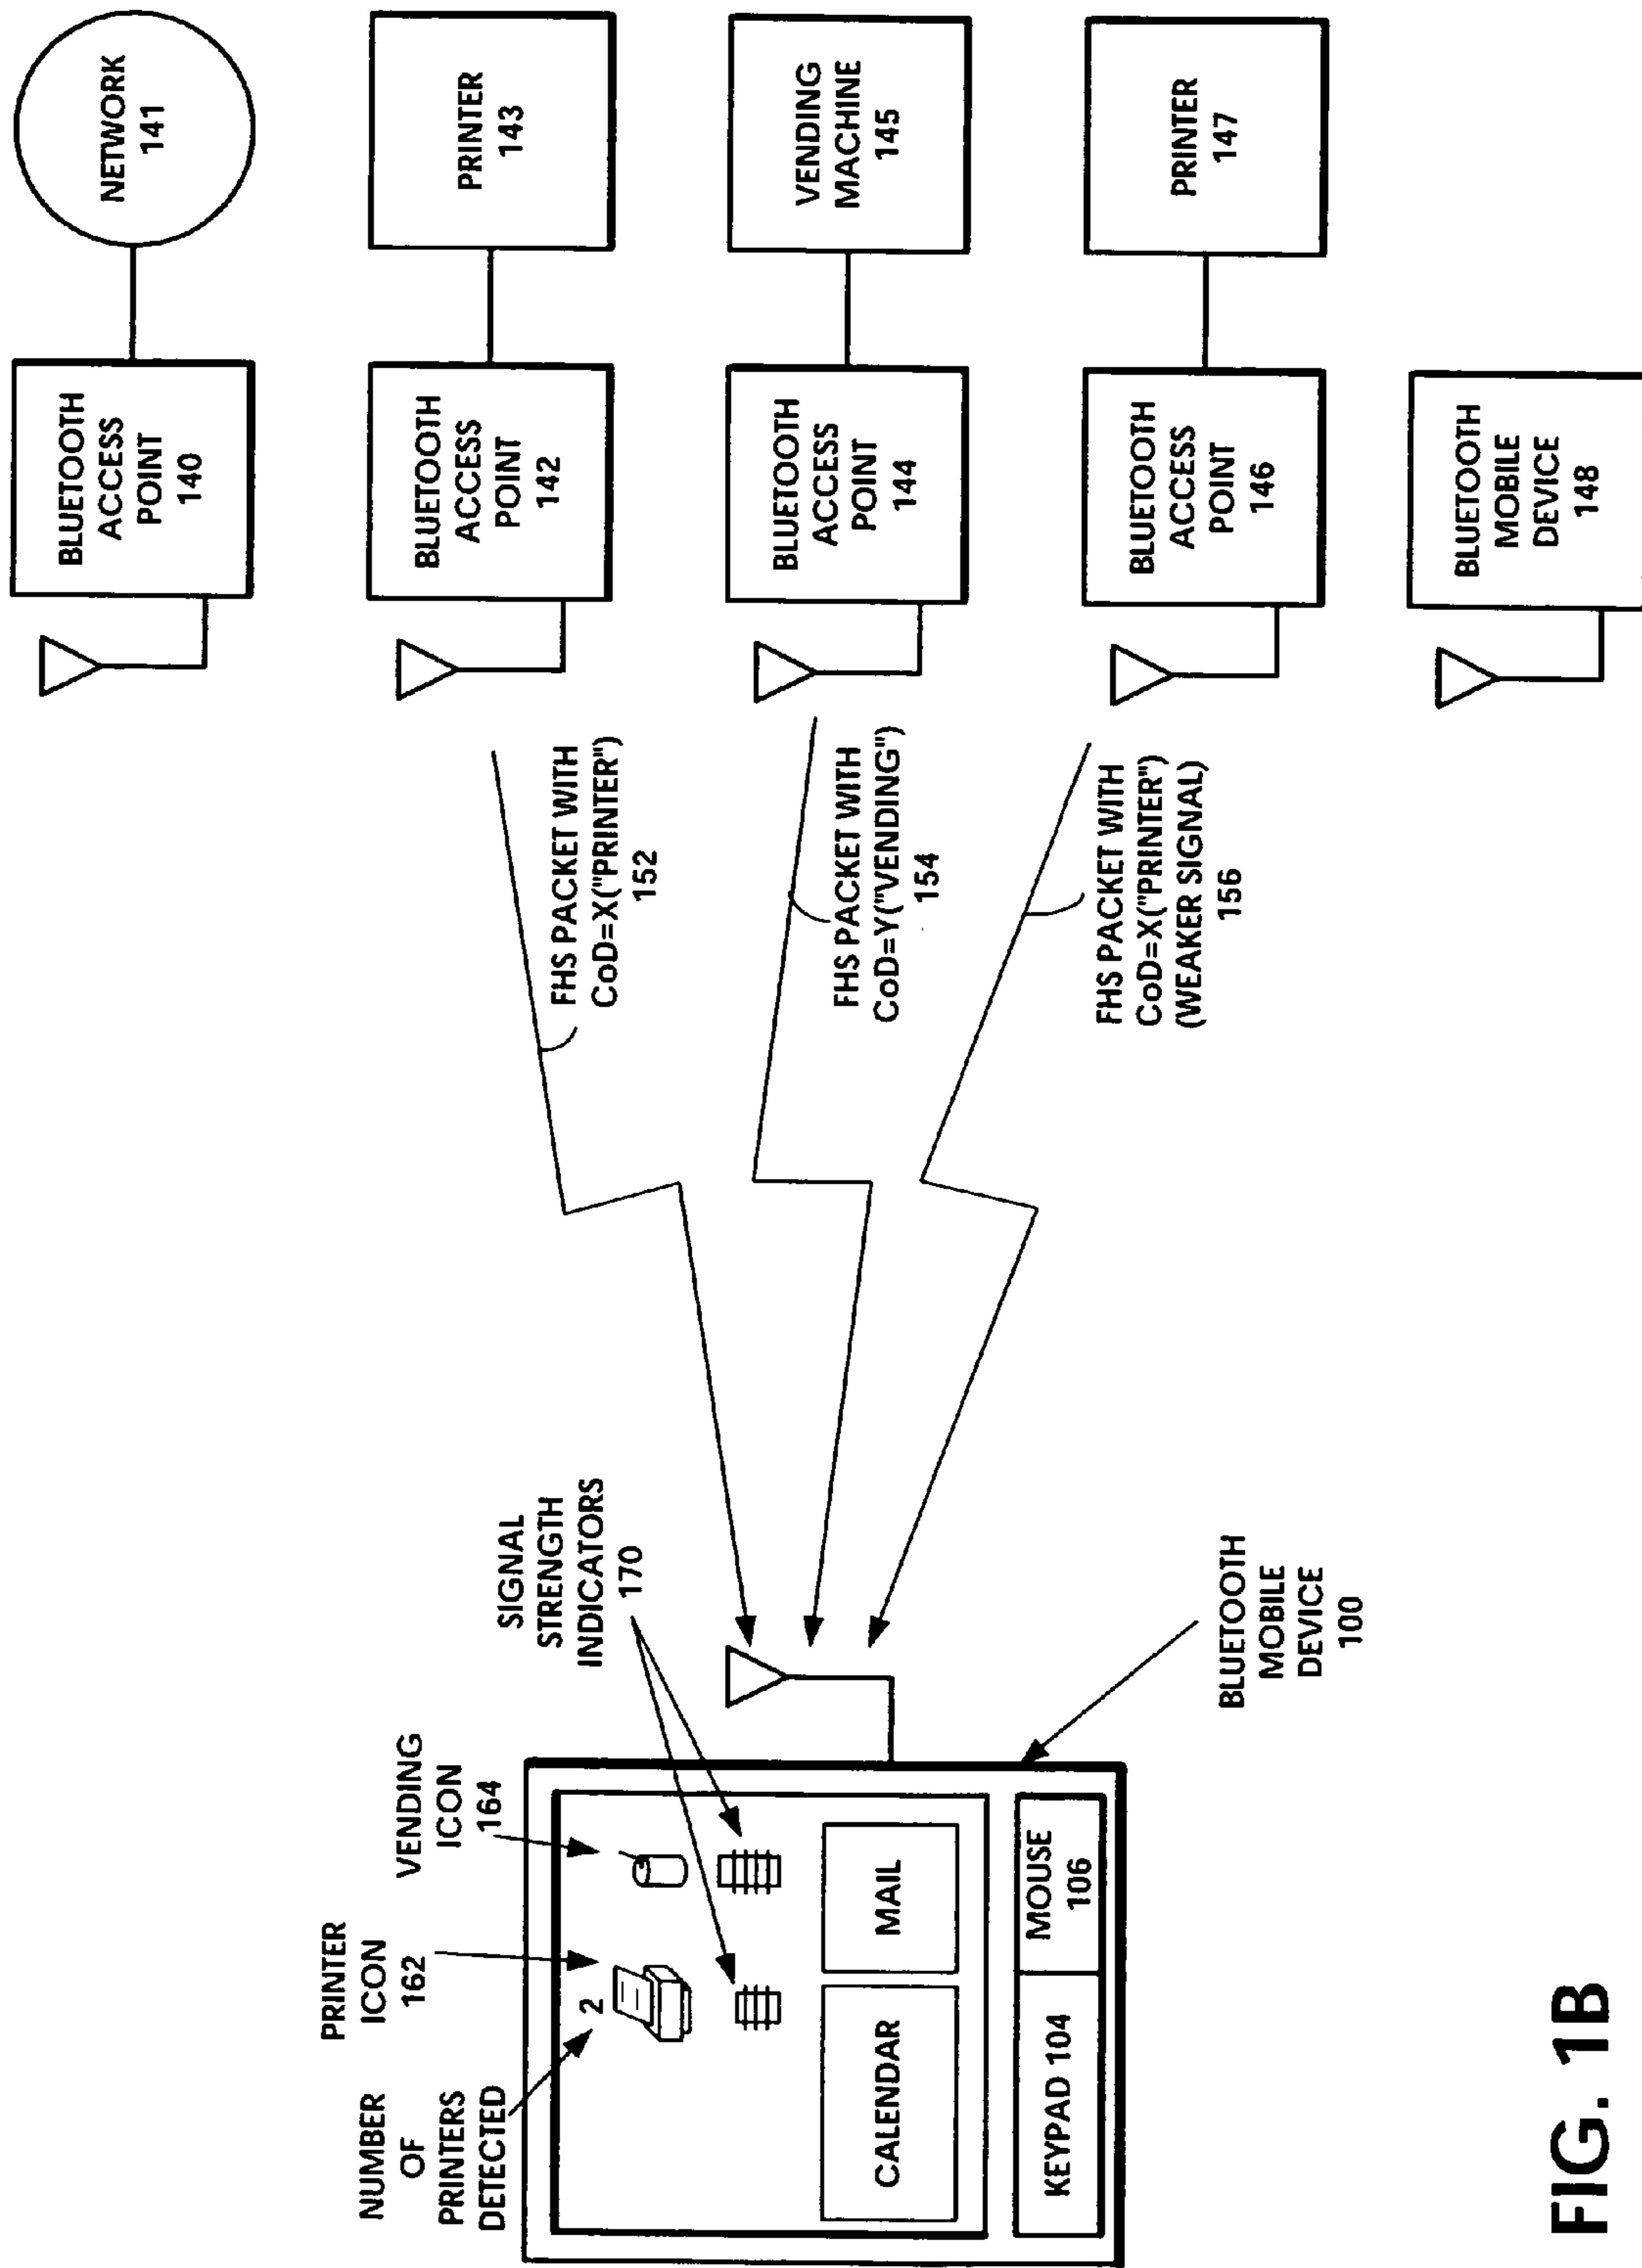 NUMBER
OF
PRINTERS
DETECTED
PRINTER
ICON
162
VENDING
ICON
164
SIGNAL
STRENGTH
INDICATORS
170
2
CALENDAR
MAIL
KEYPAD 104
MOUSE
106
BLUETOOTH
MOBILE
DEVICE
100
FHS PACKET WITH
CoD=X("PRINTER")
152
FHS PACKET WITH
CoD=Y("VENDING")
154
FHS PACKET WITH
CoD=X("PRINTER")
(WEAKER SIGNAL)
156
BLUETOOTH
ACCESS
POINT
140
NETWORK
141
BLUETOOTH
ACCESS
POINT
142
PRINTER
143
BLUETOOTH
ACCESS
POINT
144
VENDING
MACHINE
145
BLUETOOTH
ACCESS
POINT
146
PRINTER
147
BLUETOOTH
MOBILE
DEVICE
148
FIG. 1B